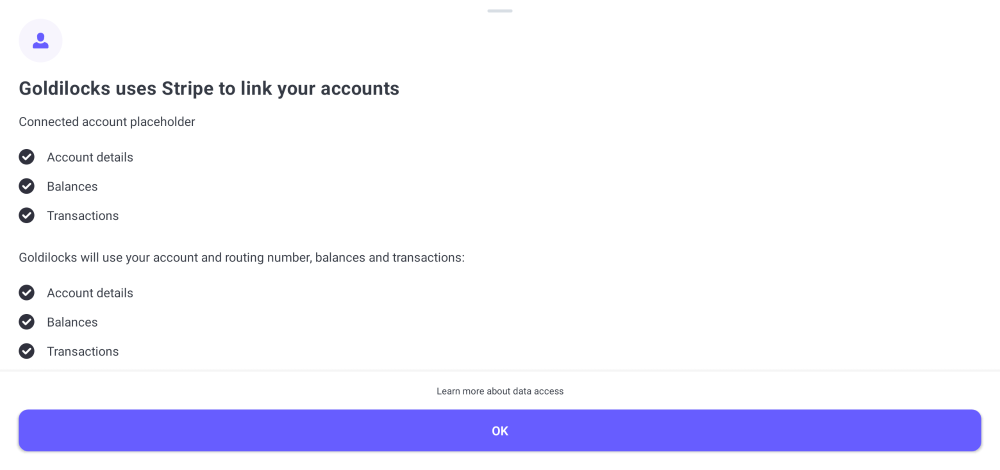 Goldilocks uses Stripe to link your accounts
Connected account placeholder
Account details
Balances
Transactions
Goldilocks will use your account and routing number, balances and transactions:
Account details
Balances
Transactions
Learn more about data access
OK